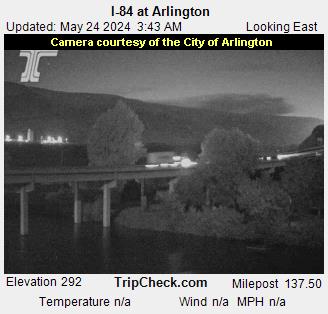 I-84 at Arlington
Updated: May 24 2024 3:43 AM Looking East
Camera courtesy of the City of Arlington
Elevation 292 TripCheck.com Milepost 137.50
Temperature n/a Wind n/a MPH n/a